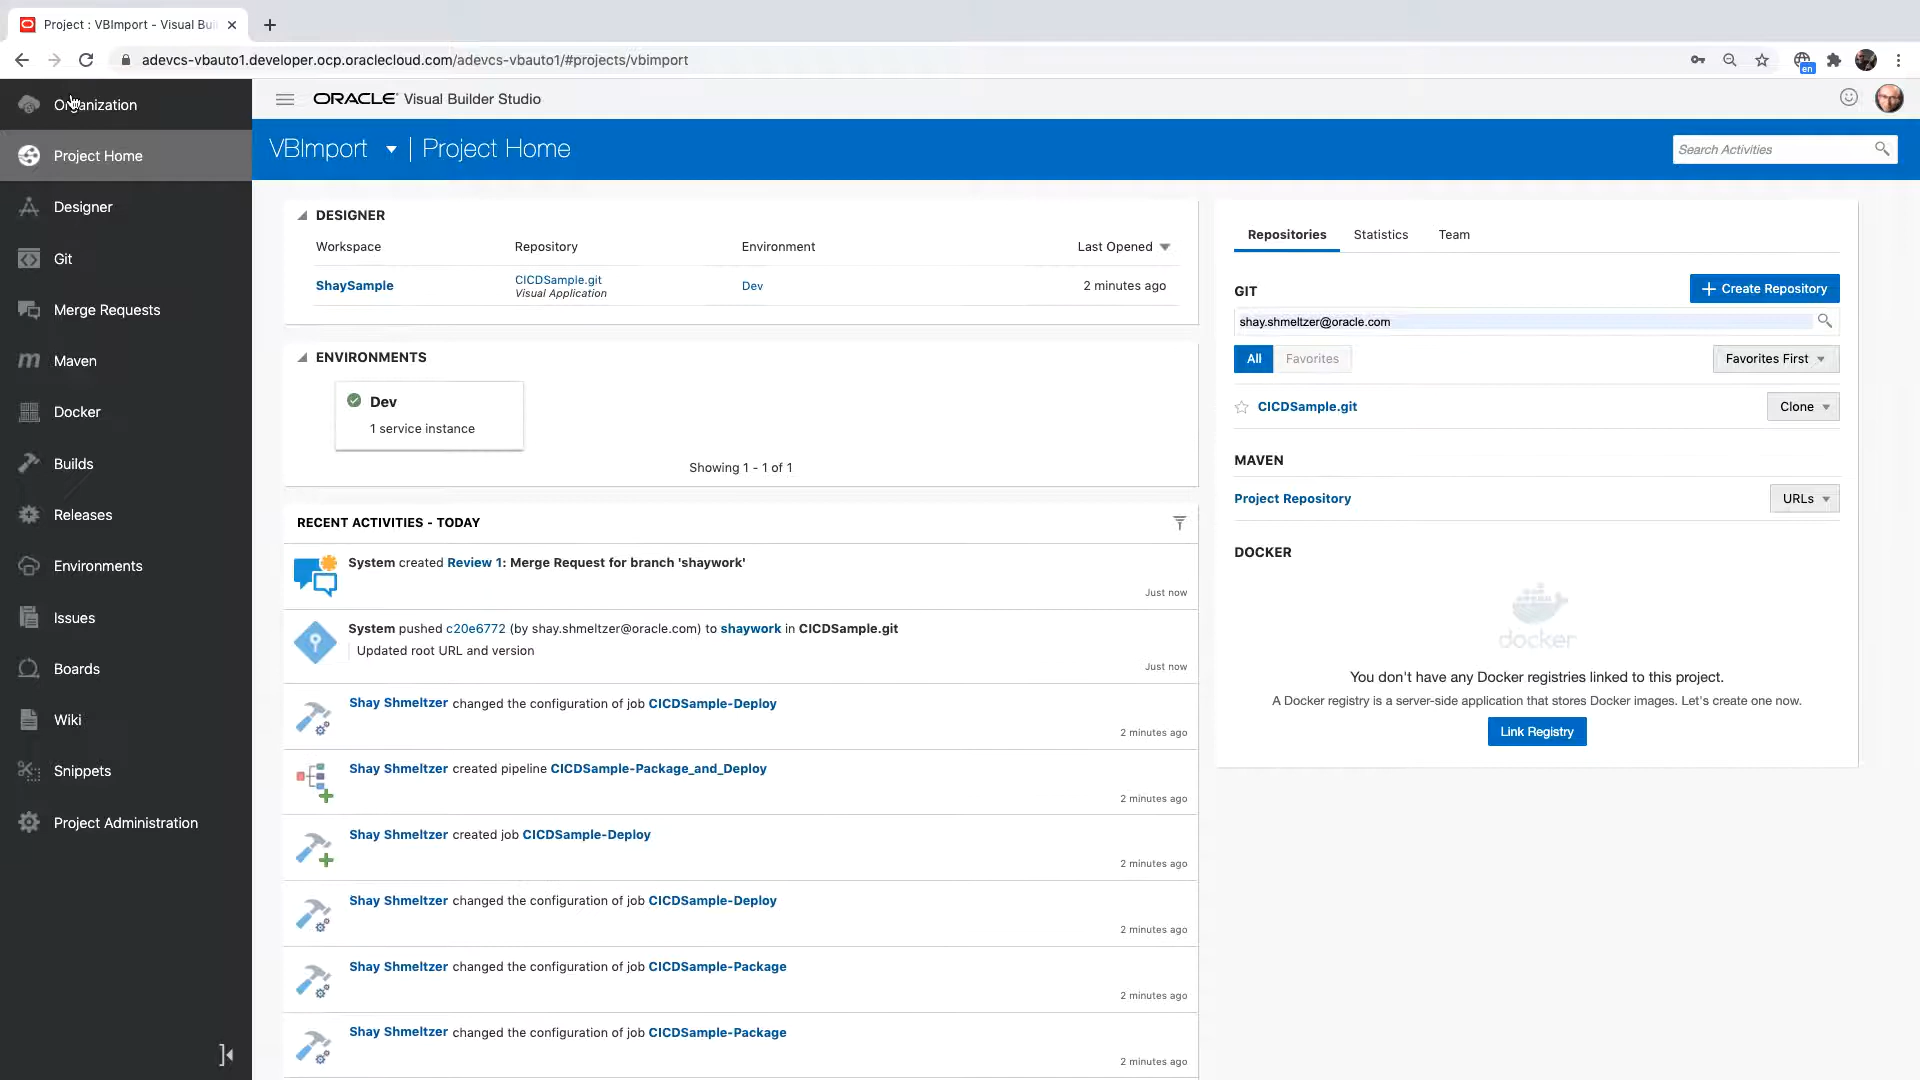 Project : VBImport - Visual Bui
adevcs-vbauto1.developer.ocp.oraclecloud.com/adevcs-vbauto1/#projects/vbimport
en
Organization
Project Home
Designer
Git
Merge Requests
Maven
Docker
Builds
Releases
Environments
Issues
Boards
Wiki
Snippets
Project Administration
ORACLE® Visual Builder Studio
VBImport | Project Home
Search Activities
DESIGNER
Workspace Repository Environment Last Opened
ShaySample CICDSample.git Dev 2 minutes ago
Visual Application
ENVIRONMENTS
Dev
1 service instance
Showing 1 - 1 of 1
RECENT ACTIVITIES - TODAY
System created Review 1: Merge Request for branch 'shaywork'
Just now
System pushed c20e6772 (by shay.shmeltzer@oracle.com) to shaywork in CICDSample.git
Updated root URL and version
Just now
Shay Shmeltzer changed the configuration of job CICDSample-Deploy
2 minutes ago
Shay Shmeltzer created pipeline CICDSample-Package_and_Deploy
2 minutes ago
Shay Shmeltzer created job CICDSample-Deploy
2 minutes ago
Shay Shmeltzer changed the configuration of job CICDSample-Deploy
2 minutes ago
Shay Shmeltzer changed the configuration of job CICDSample-Package
2 minutes ago
Shay Shmeltzer changed the configuration of job CICDSample-Package
2 minutes ago
Repositories Statistics Team
GIT
+ Create Repository
shay.shmeltzer@oracle.com
All Favorites
Favorites First
CICDSample.git
Clone
MAVEN
Project Repository
URLs
DOCKER
docker
You don't have any Docker registries linked to this project.
A Docker registry is a server-side application that stores Docker images. Let's create one now.
Link Registry